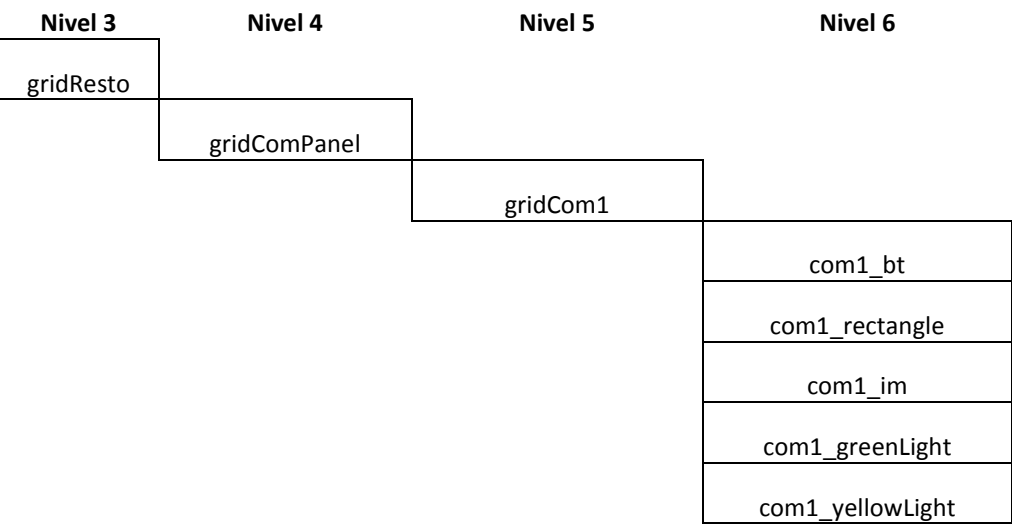 Nivel 3 Nivel 4 Nivel 5 Nivel 6
gridResto
gridComPanel
gridCom1
com1_bt
com1_rectangle
com1_im
com1_greenLight
com1_yellowLight